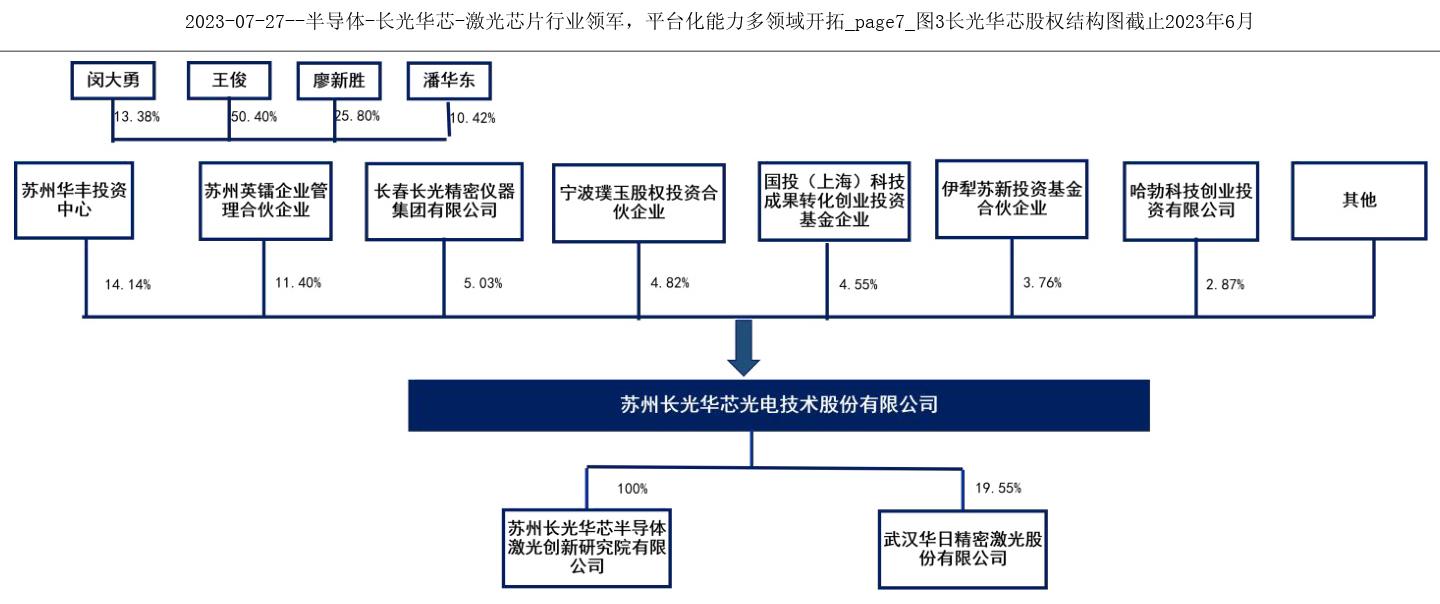 2023-07-27--半导体-长光华芯-激光芯片行业领军，平台化能力多领域开拓_page7_图3长光华芯股权结构图截止2023年6月
闵大勇
王俊
廖新胜
潘华东
13.38%
50.40%
25.80%
10.42%
苏州华丰投资
中心
苏州英镭企业管
理合伙企业
长春长光精密仪器
集团有限公司
宁波璞玉股权投资合
伙企业
国投（上海）科技
成果转化创业投资
基金企业
伊犁苏新投资基金
合伙企业
哈勃科技创业投
资有限公司
其他
14.14%
11.40%
5.03%
4.82%
4.55%
3.76%
2.87%
苏州长光华芯光电技术股份有限公司
100%
19.55%
苏州长光华芯半导体
激光创新研究院有限
公司
武汉华日精密激光股
份有限公司